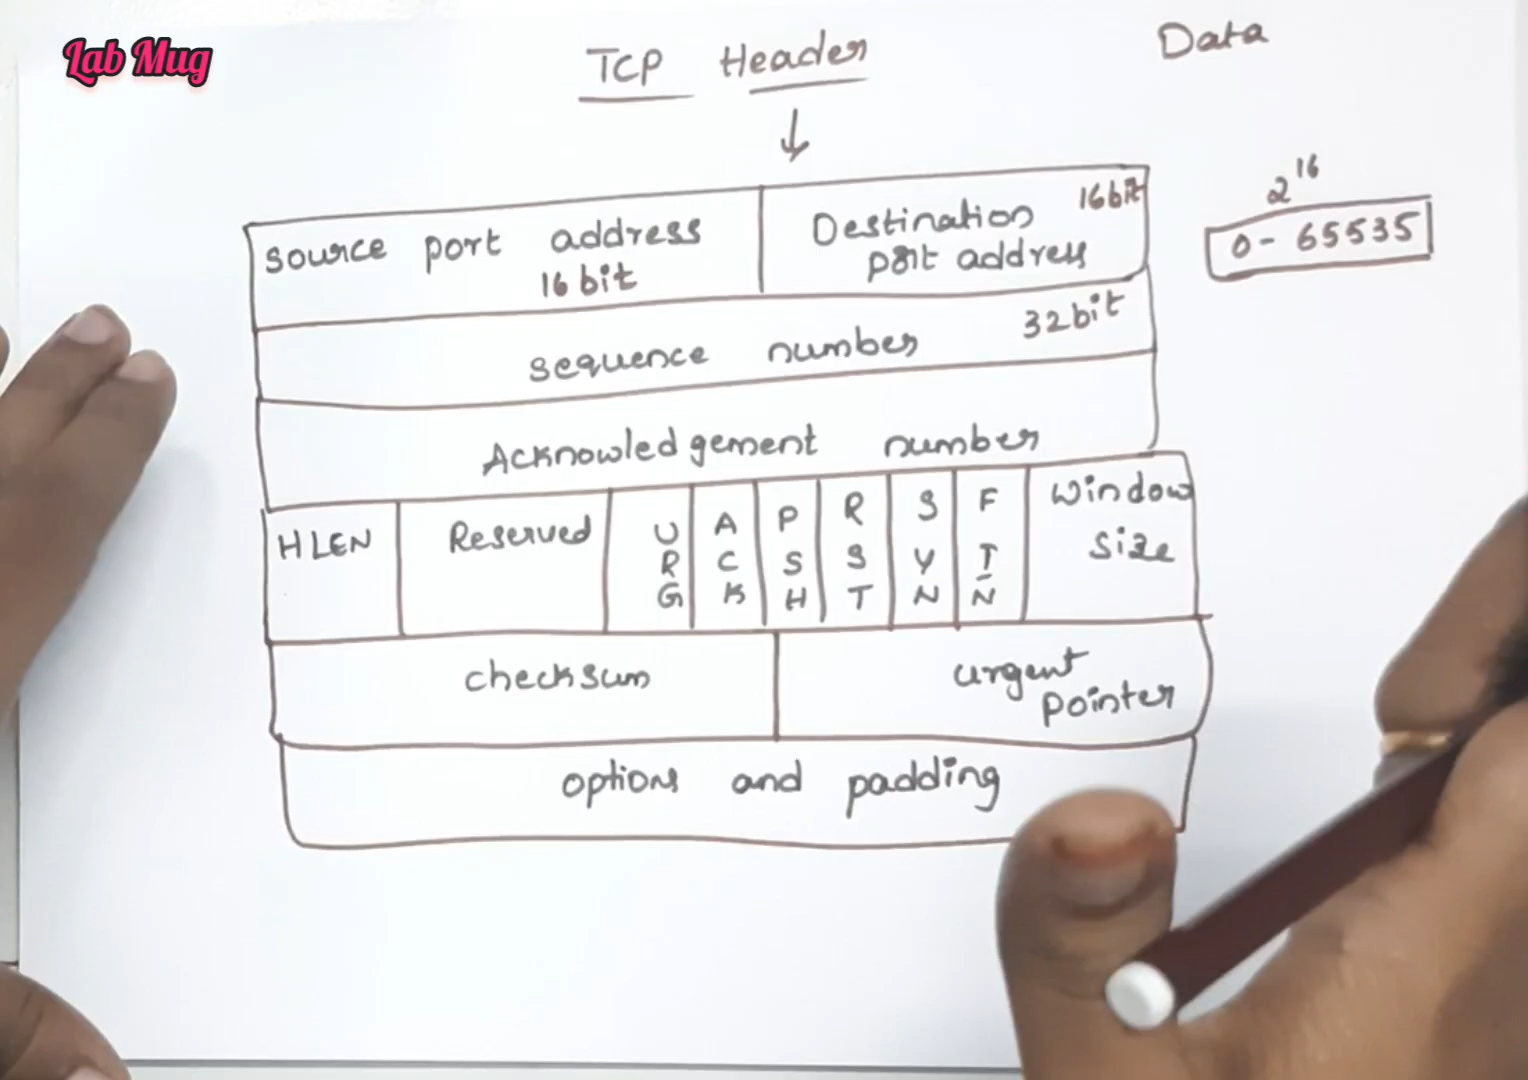 Lab Mug
TCP Header
Data
2^16
0 - 65535
source port address
16 bit
Destination 16 bit
port address
sequence number 32 bit
Acknowledgement number
HLEN
Reserved
URG
ACK
PSH
RST
SYN
FIN
window
size
checksum
urgent
pointer
options and padding